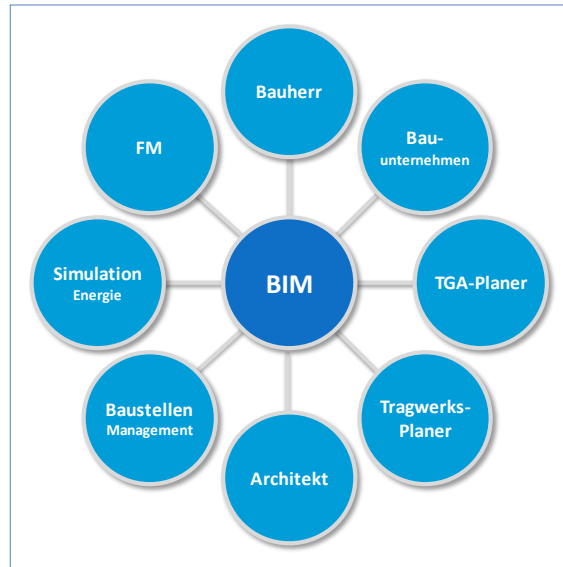 Bauherr
FM
Bau-
unternehmen
Simulation
Energie
BIM
TGA-Planer
Baustellen
Management
Tragwerks-
Planer
Architekt